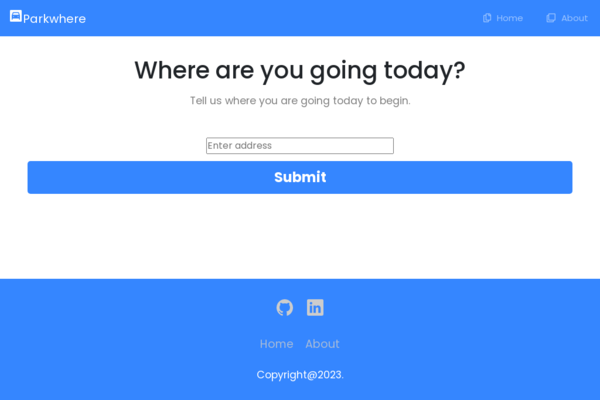 Parkwhere
Home
About
Where are you going today?
Tell us where you are going today to begin.
Enter address
Submit
Home About
Copyright@2023.